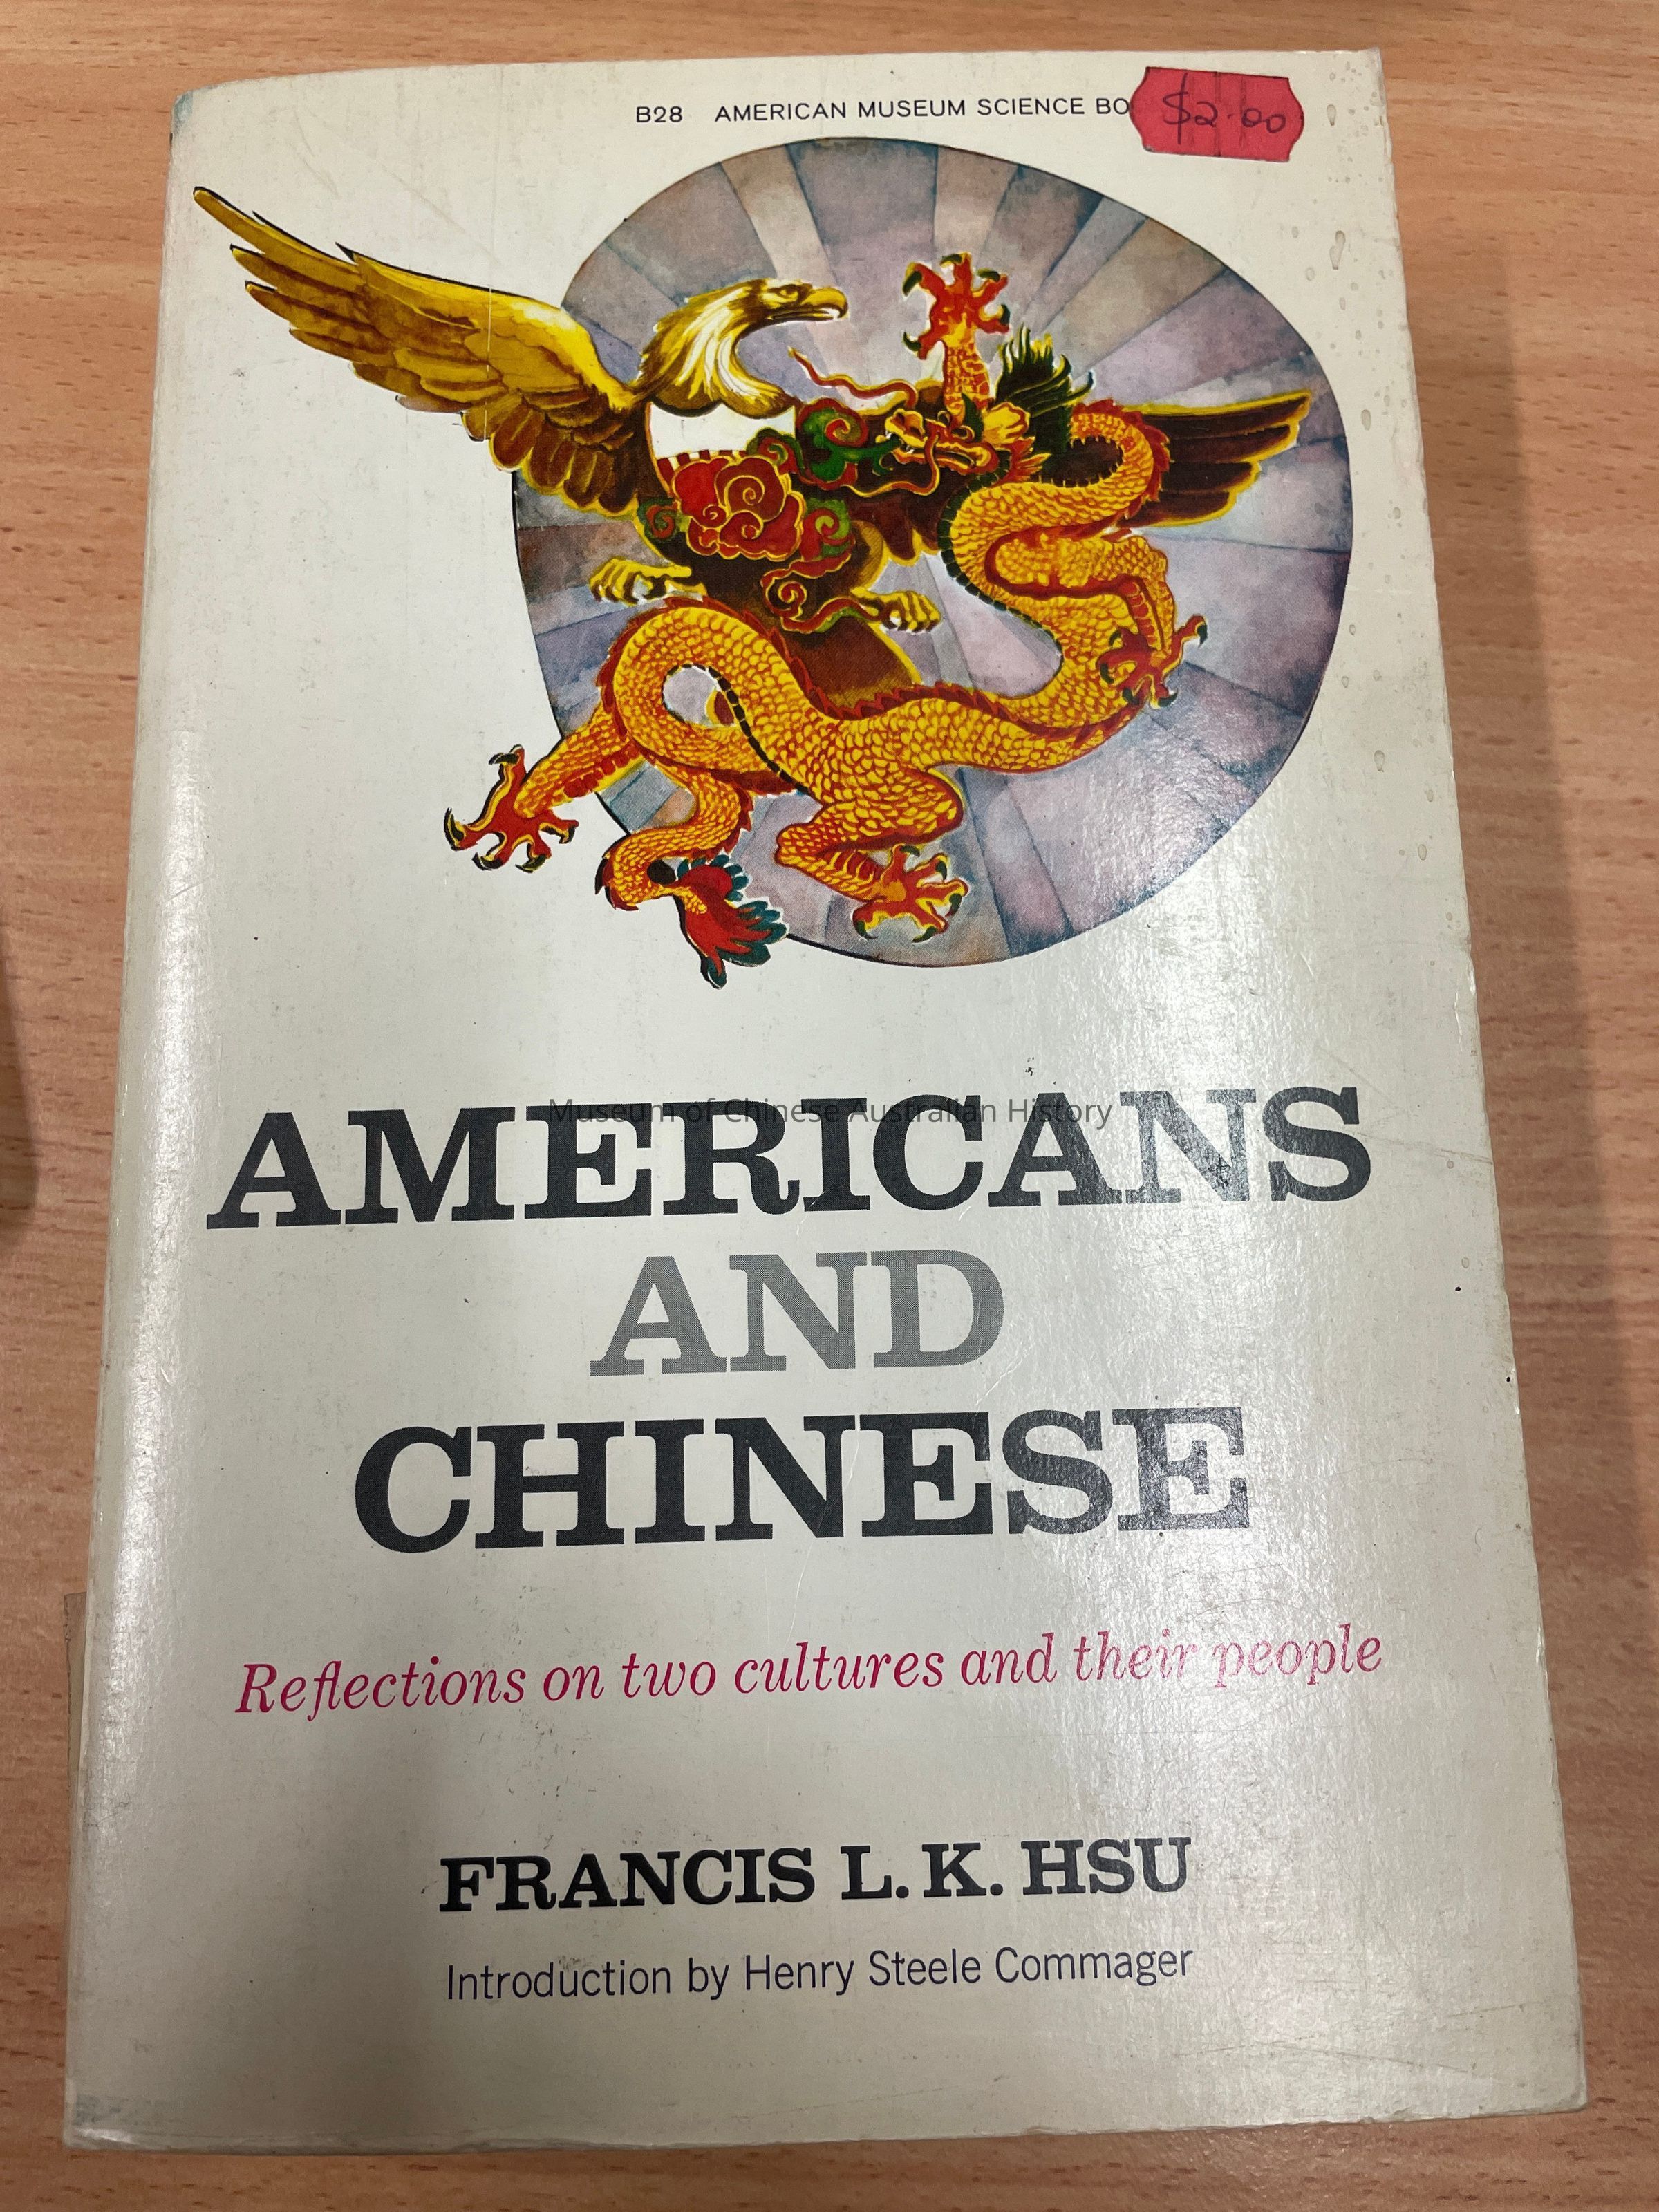 B28 AMERICAN MUSEUM SCIENCE
$2.00
AMERICANS
Museum of Chinese Australian History
AND
CHINESE
Reflections on two cultures and their people
FRANCIS L. K. HSU
Introduction by Henry Steele Commager